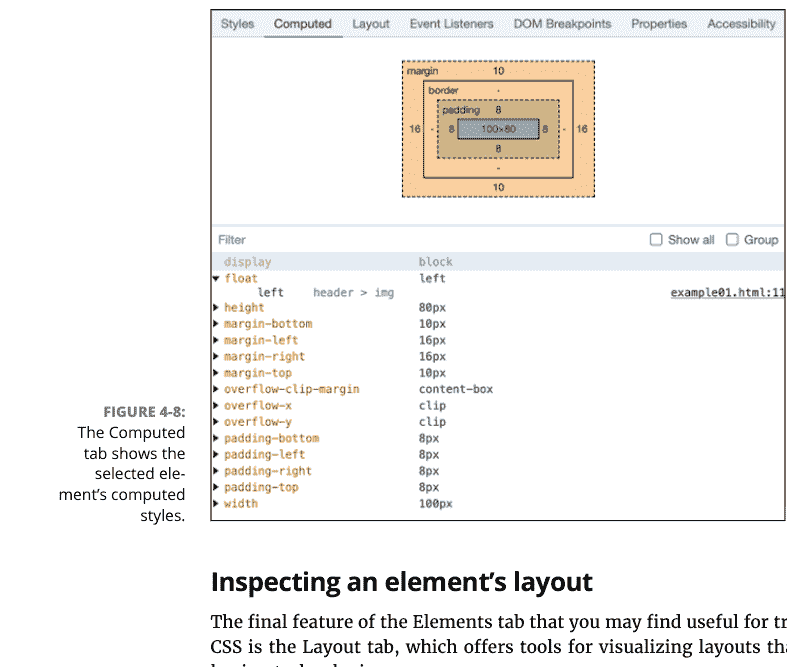 Styles Computed Layout Event Listeners DOM Breakpoints Properties Accessibility
margin 10
border -
padding 8
16 - 8 100×80 8 - 16
8
-
10
Filter Show all Group
display block
float left
left header > img example01.html:11
height 80px
margin-bottom 10px
margin-left 16px
margin-right 16px
margin-top 10px
overflow-clip-margin content-box
overflow-x clip
overflow-y clip
padding-bottom 8px
padding-left 8px
padding-right 8px
padding-top 8px
width 100px
FIGURE 4-8:
The Computed
tab shows the
selected ele-
ment’s computed
styles.
Inspecting an element’s layout
The final feature of the Elements tab that you may find useful for
CSS is the Layout tab, which offers tools for visualizing layouts